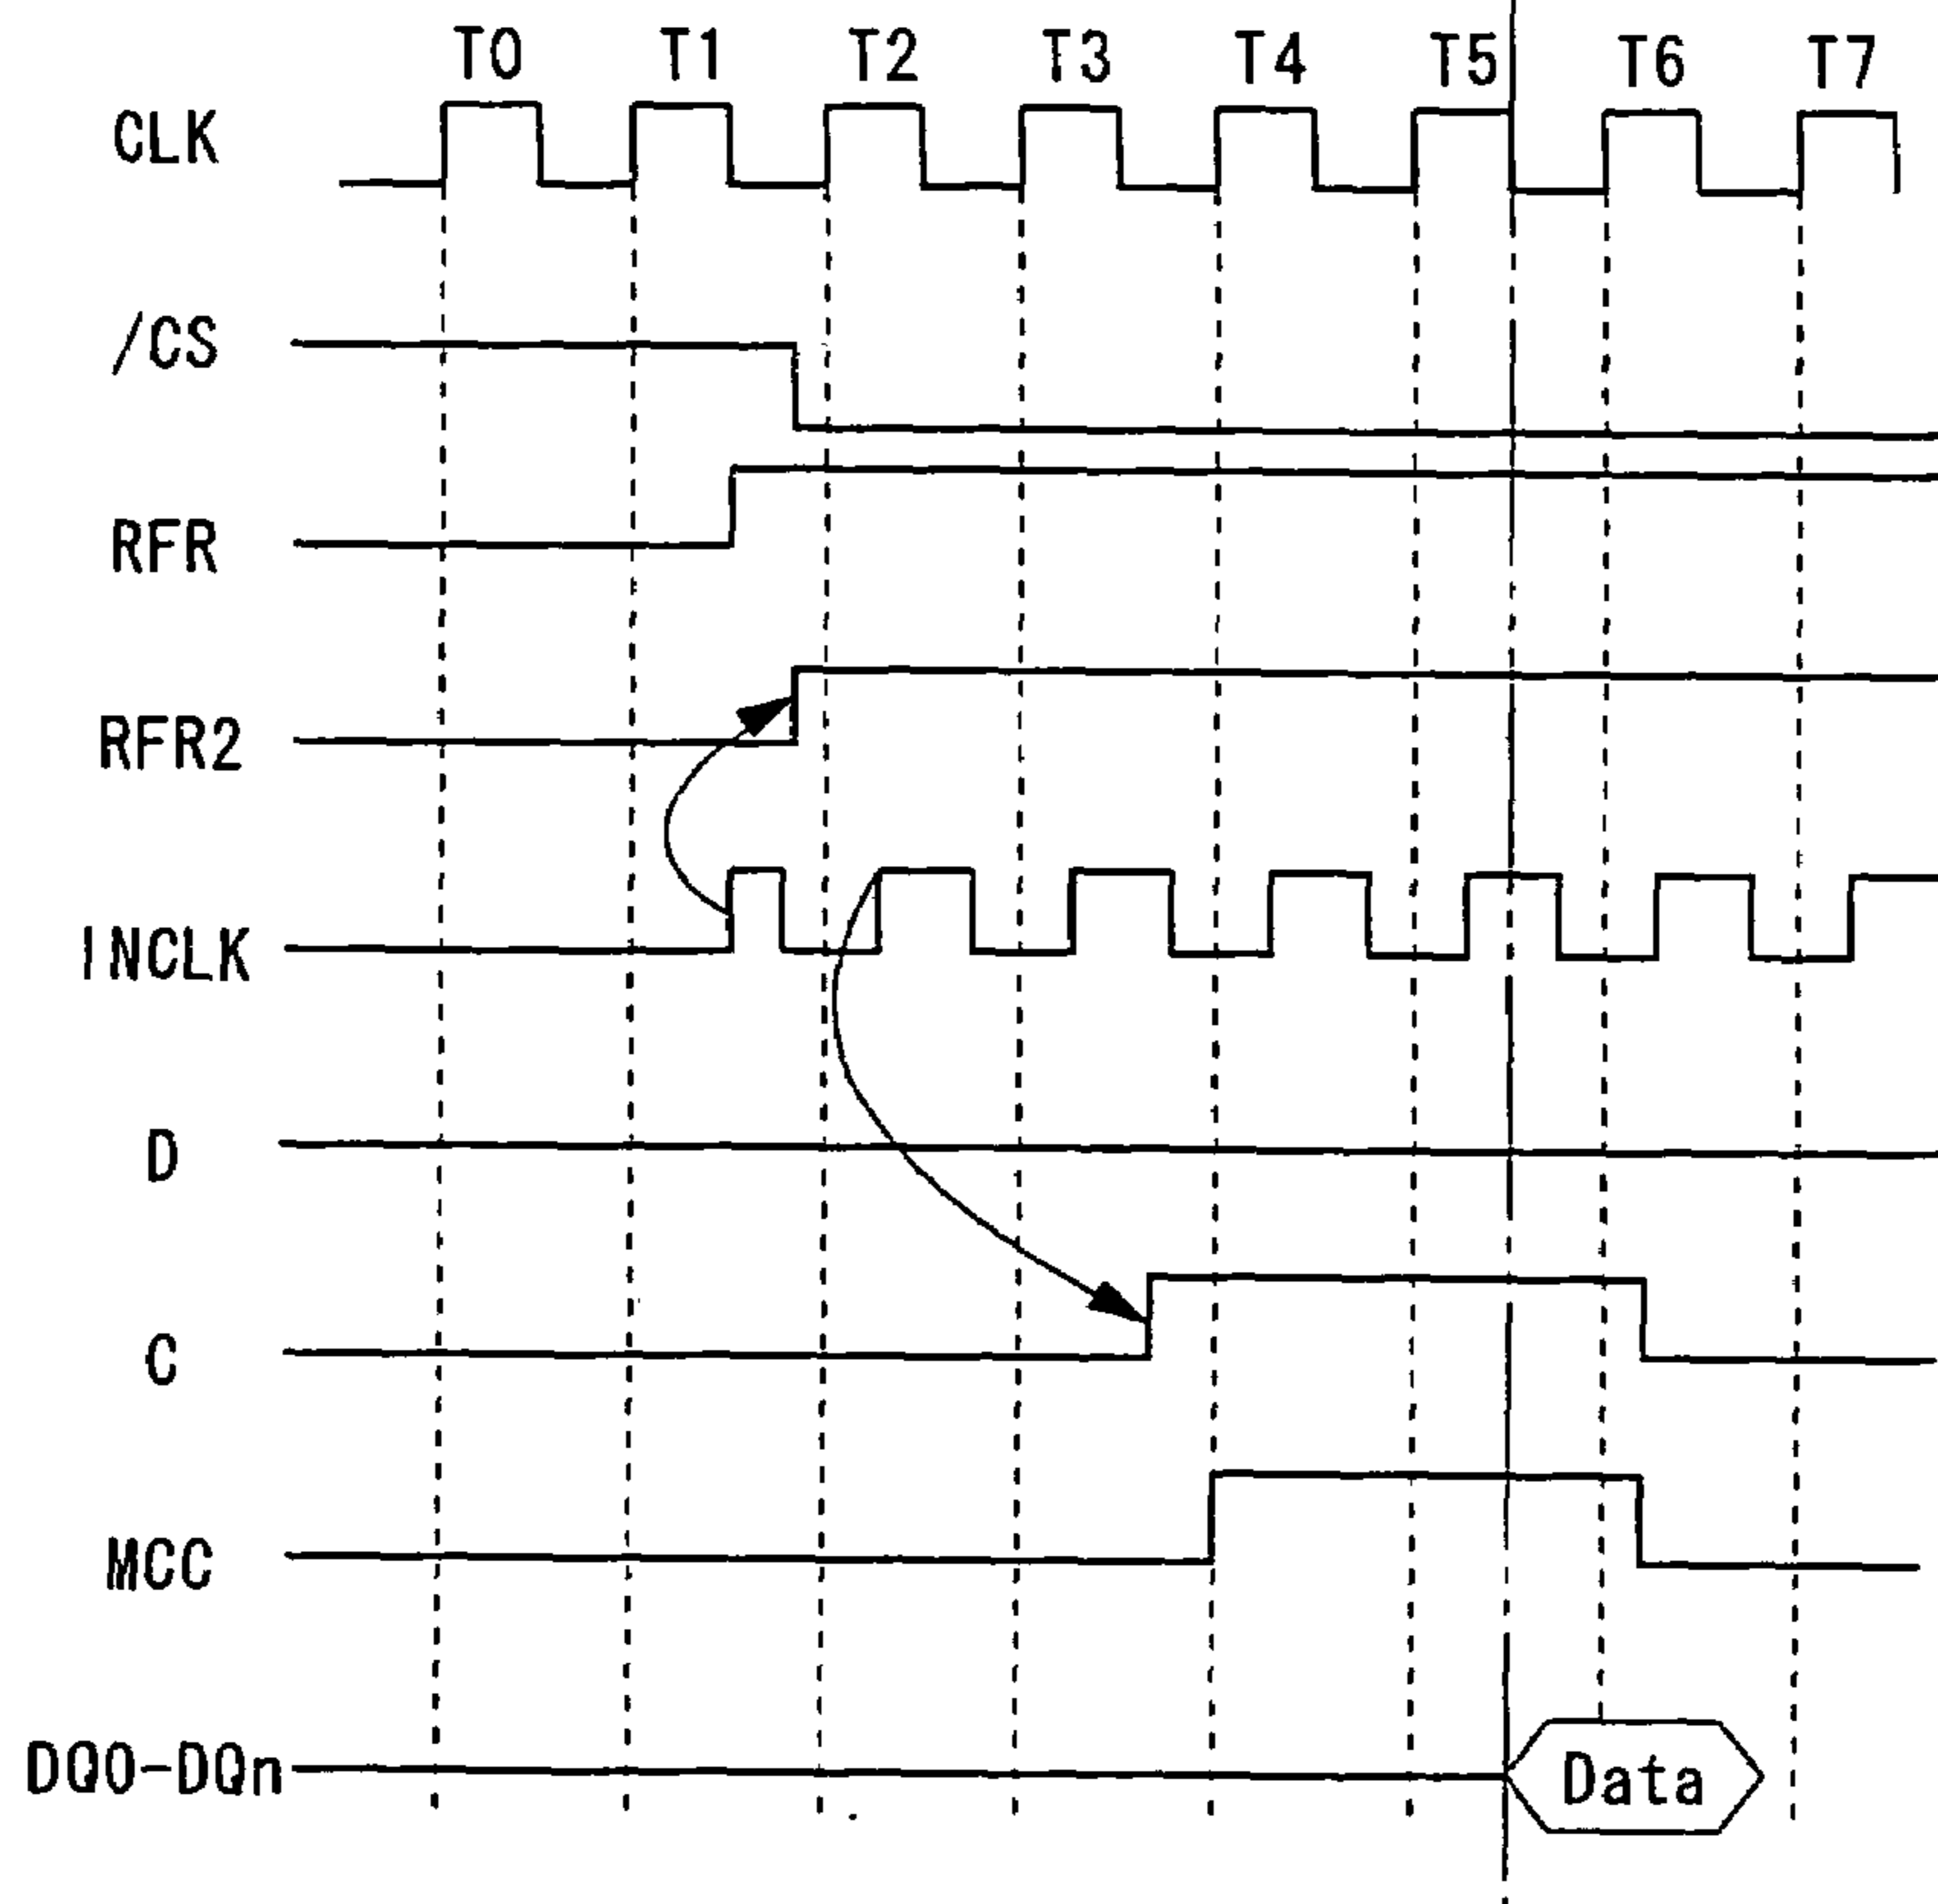 T0 T1 T2 T3 T4 T5 T6 T7
CLK
/CS
RFR
RFR2
INCLK
D
C
MCC
DQ0-DQn
Data